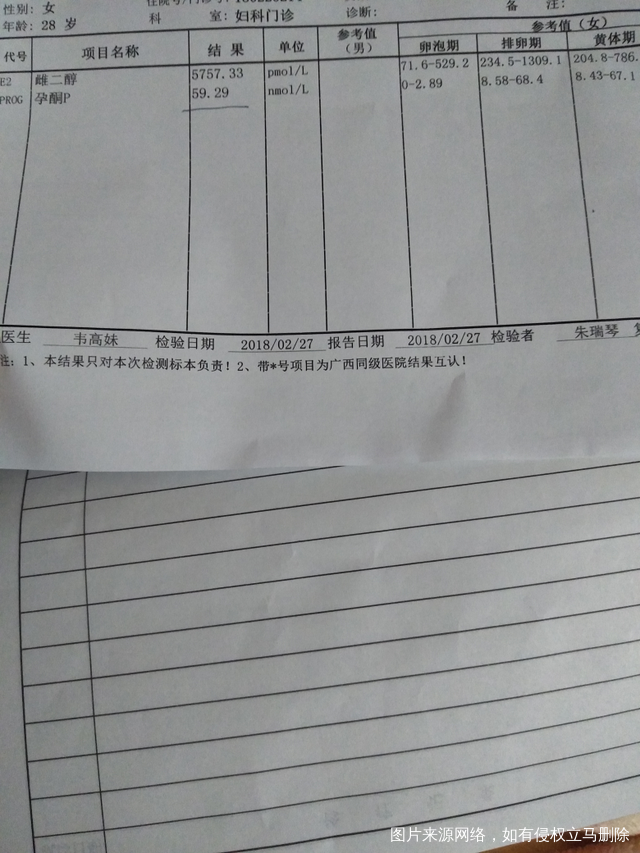 性别: 女
年龄: 28 岁
科 室: 妇科门诊
诊断:
备 注:
代号 项目名称 结 果 单位 参考值（男） 参考值（女）
卵泡期 排卵期 黄体期
E2 雌二醇 5757.33 pmol/L 71.6-529.2 234.5-1309.1 204.8-786.
PROG 孕酮P 59.29 nmol/L 0-2.89 8.58-68.4 8.43-67.1
医生 韦高妹 检验日期 2018/02/27 报告日期 2018/02/27 检验者 朱瑞琴
注: 1、本结果只对本次检测标本负责! 2、带*号项目为广西同级医院结果互认!
图片来源网络，如有侵权立马删除